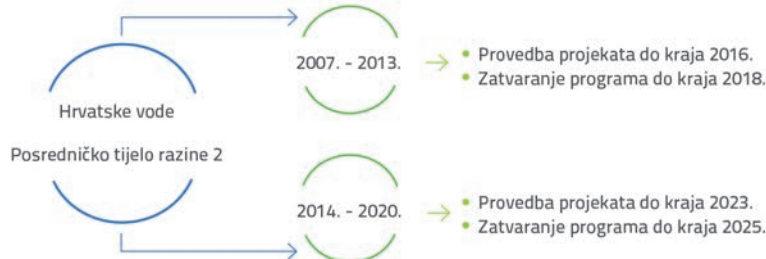 Hrvatske vode
Posredničko tijelo razine 2
2007. - 2013.
• Provedba projekata do kraja 2016.
• Zatvaranje programa do kraja 2018.
2014. - 2020.
• Provedba projekata do kraja 2023.
• Zatvaranje programa do kraja 2025.